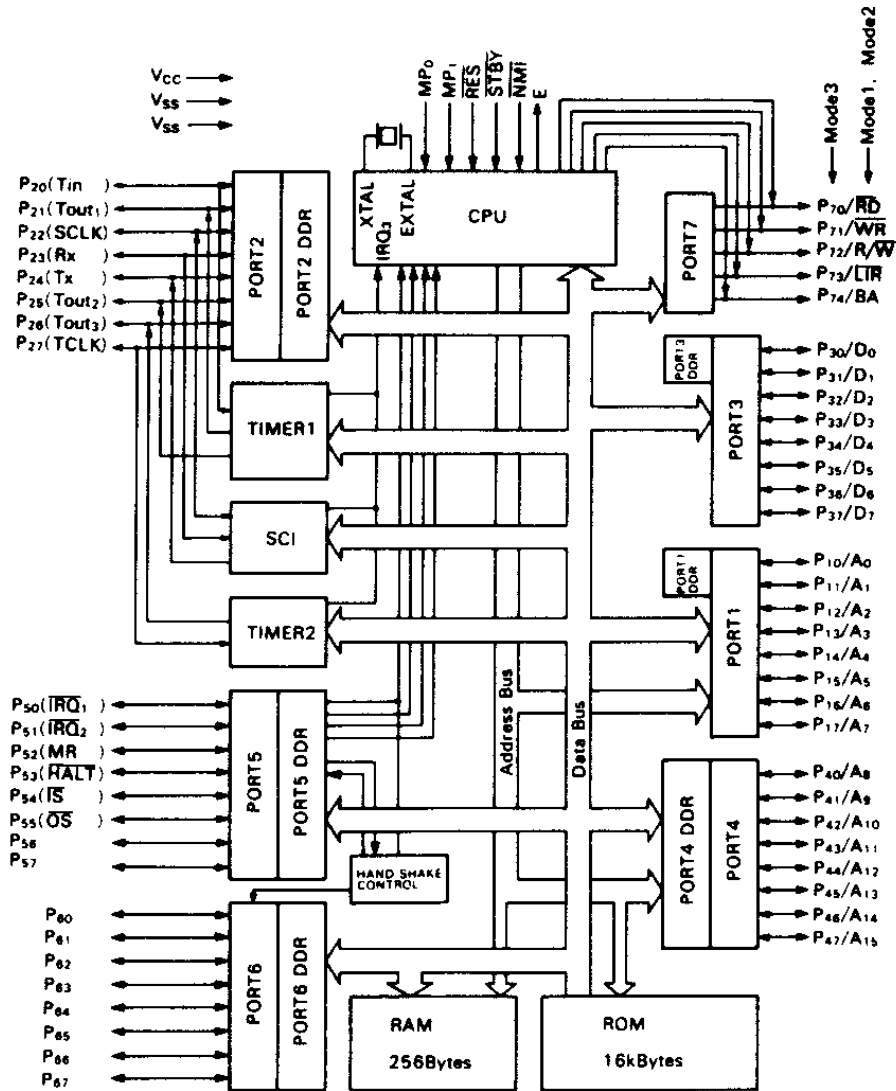 Mode1, Mode2
Mode3
VCC
VSS
VSS
MP0
MP1
RES
STBY
NMI
E
XTAL
IRQ3
EXTAL
CPU
P20(Tin )
P21(Tout1)
P22(SCLK)
P23(Rx )
P24(Tx )
P25(Tout2)
P26(Tout3)
P27(TCLK)
PORT2
PORT2 DDR
PORT7
P70/RD
P71/WR
P72/R/W
P73/LIR
P74/BA
PORT3 DDR
PORT3
P30/D0
P31/D1
P32/D2
P33/D3
P34/D4
P35/D5
P36/D6
P37/D7
TIMER1
SCI
TIMER2
PORT1 DDR
PORT1
P10/A0
P11/A1
P12/A2
P13/A3
P14/A4
P15/A5
P16/A6
P17/A7
Address Bus
Data Bus
P50(IRQ1)
P51(IRQ2)
P52(MR )
P53(HALT)
P54(IS )
P55(OS )
P56
P57
PORT5
PORT5 DDR
HAND SHAKE
CONTROL
PORT4 DDR
PORT4
P40/A8
P41/A9
P42/A10
P43/A11
P44/A12
P45/A13
P46/A14
P47/A15
P60
P61
P62
P63
P64
P65
P66
P67
PORT6
PORT6 DDR
RAM
256Bytes
ROM
16kBytes